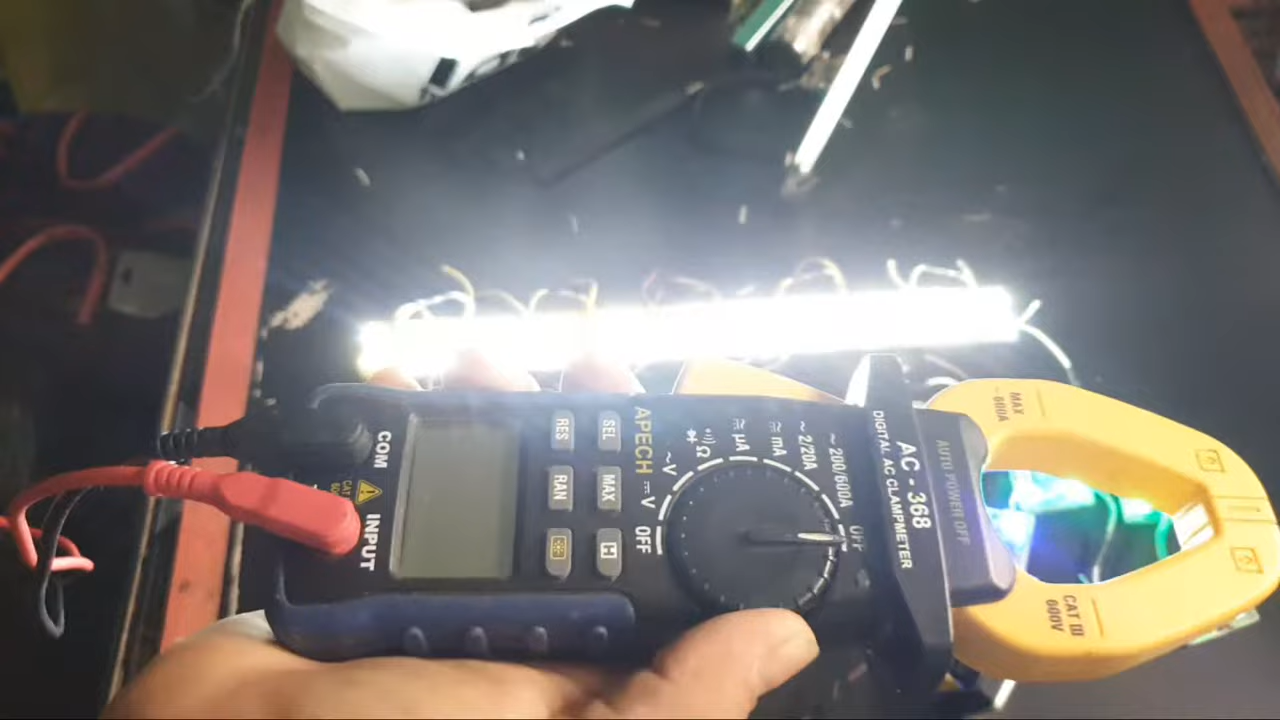 COM
INPUT
RES
RAN
SEL
MAX
H
APECH
OFF
⎓ V
~ V
Ω
≂ µA
≂ mA
~ 2/20A
~ 200/600A
OFF
DIGITAL AC CLAMPMETER
AC - 368
AUTO POWER OFF
MAX
~ 600A
CAT III
600V